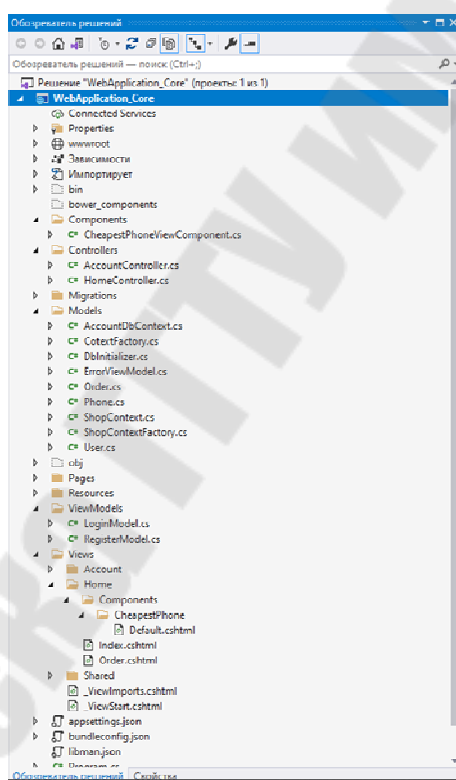 Обозреватель решений
Обозреватель решений — поиск (Ctrl+;)
Решение "WebApplication_Core" (проекты: 1 из 1)
WebApplication_Core
Connected Services
Properties
wwwroot
Зависимости
Импортирует
bin
bower_components
Components
CheapestPhoneViewComponent.cs
Controllers
AccountController.cs
HomeController.cs
Migrations
Models
AccountDbContext.cs
CotextFactory.cs
DbInitializer.cs
ErrorViewModel.cs
Order.cs
Phone.cs
ShopContext.cs
ShopContextFactory.cs
User.cs
obj
Pages
Resources
ViewModels
LoginModel.cs
RegisterModel.cs
Views
Account
Home
Components
CheapestPhone
Default.cshtml
Index.cshtml
Order.cshtml
Shared
_ViewImports.cshtml
_ViewStart.cshtml
appsettings.json
bundleconfig.json
libman.json
Program.cs
Обозреватель решений Свойства